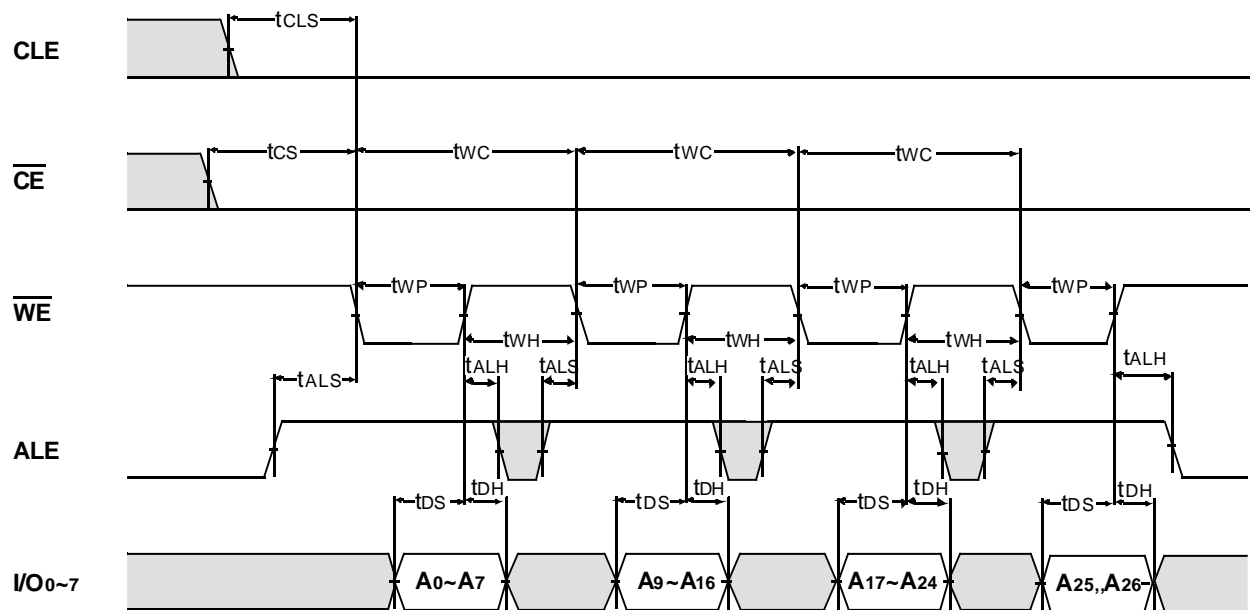 CLE
tCLS
CE
tCS
tWC
tWC
tWC
WE
tWP
tWP
tWP
tWP
tWH
tWH
tWH
tALS
tALH
tALS
tALH
tALS
tALH
tALS
tALH
ALE
tDS
tDH
tDS
tDH
tDS
tDH
tDS
tDH
I/O0~7
A0~A7
A9~A16
A17~A24
A25,,A26